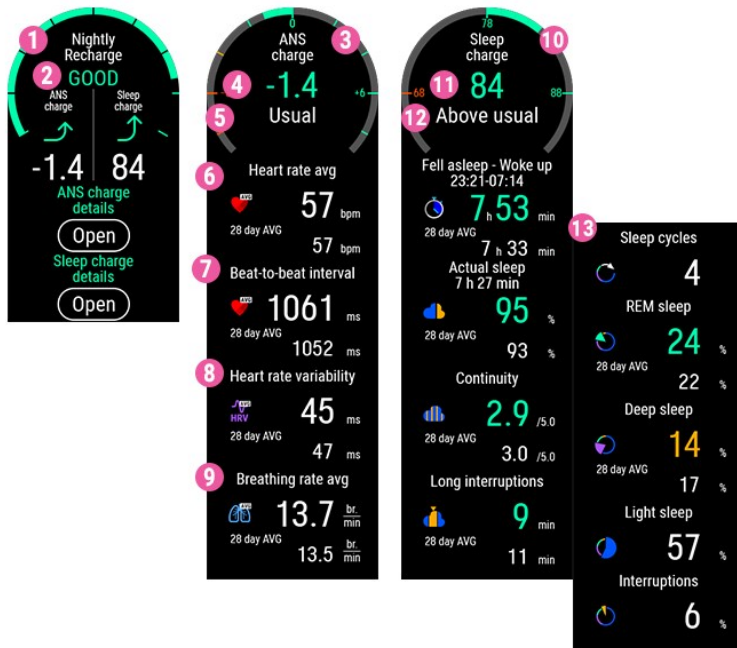 1
Nightly
Recharge
2
GOOD
ANS
charge
Sleep
charge
-1.4
84
ANS charge
details
Open
Sleep charge
details
Open
0
ANS
charge
3
4
-1.4
+6
5
Usual
6
Heart rate avg
AVG
57 bpm
28 day AVG
57 bpm
7
Beat-to-beat interval
AVG
1061 ms
28 day AVG
1052 ms
8
Heart rate variability
AVG
HRV
45 ms
28 day AVG
47 ms
9
Breathing rate avg
AVG
13.7 br. min
28 day AVG
13.5 br. min
78
Sleep
charge
10
11
84
68
88
12
Above usual
Fell asleep - Woke up
23:21-07:14
7 h 53 min
28 day AVG
7 h 33 min
Actual sleep
7 h 27 min
95 %
28 day AVG
93 %
Continuity
2.9 /5.0
28 day AVG
3.0 /5.0
Long interruptions
9 min
28 day AVG
11 min
13
Sleep cycles
4
REM sleep
24 %
28 day AVG
22 %
Deep sleep
14 %
28 day AVG
17 %
Light sleep
57 %
Interruptions
6 %